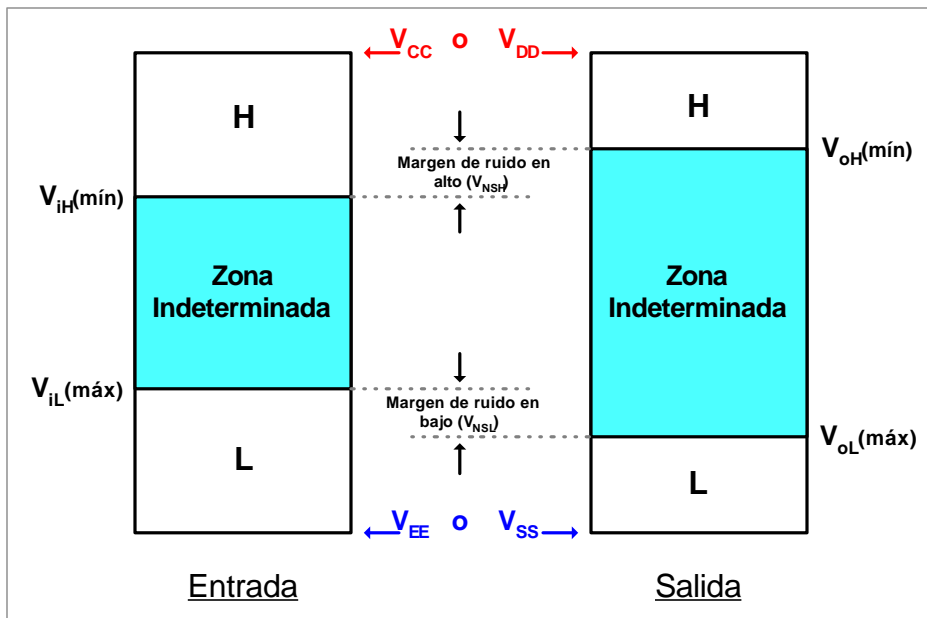 V_CC o V_DD
H
H
Margen de ruido en
alto (V_NSH)
V_oH(mín)
V_iH(mín)
Zona
Indeterminada
Zona
Indeterminada
V_iL(máx)
Margen de ruido en
bajo (V_NSL)
V_oL(máx)
L
L
V_EE o V_SS
Entrada
Salida